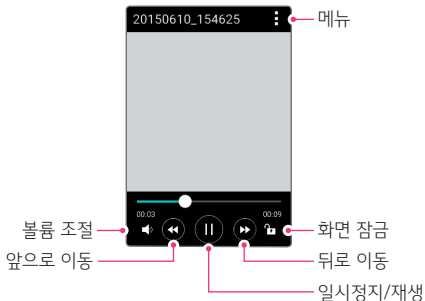 20150610_154625
메뉴
00:03
00:09
볼륨 조절
화면 잠금
앞으로 이동
뒤로 이동
일시정지/재생